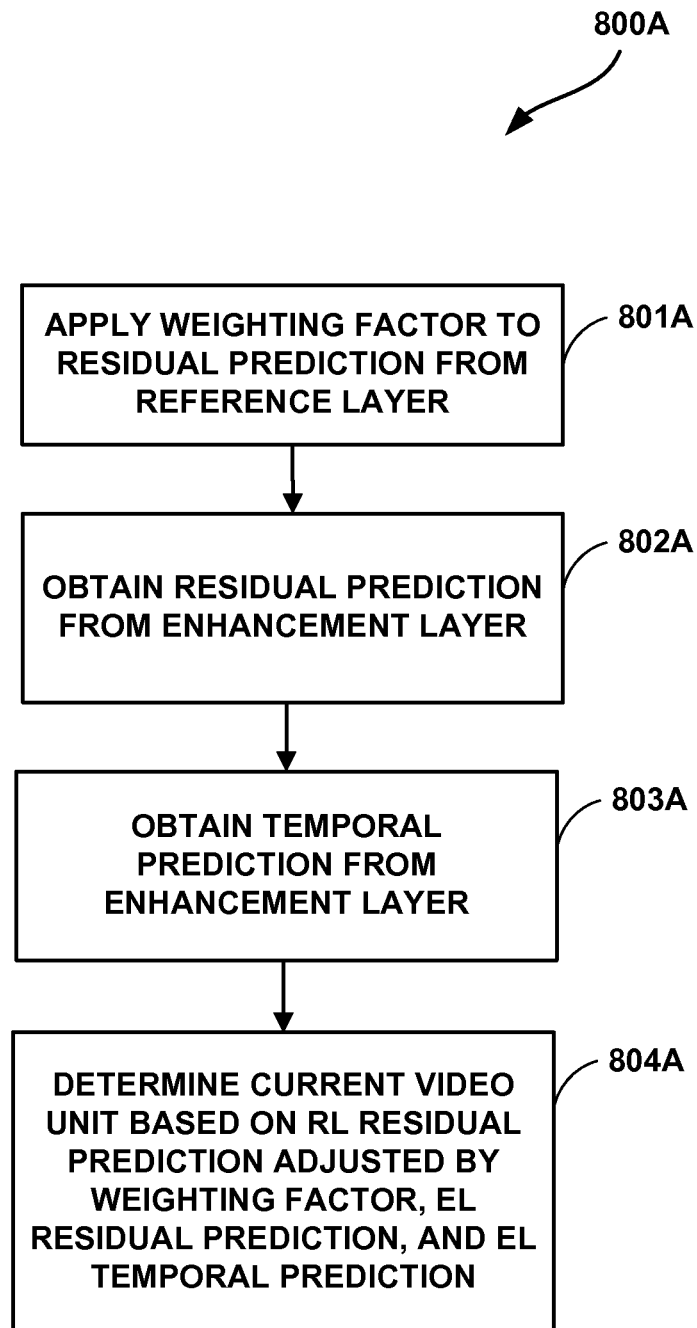 800A
APPLY WEIGHTING FACTOR TO
RESIDUAL PREDICTION FROM
REFERENCE LAYER
801A
OBTAIN RESIDUAL PREDICTION
FROM ENHANCEMENT LAYER
802A
OBTAIN TEMPORAL
PREDICTION FROM
ENHANCEMENT LAYER
803A
DETERMINE CURRENT VIDEO
UNIT BASED ON RL RESIDUAL
PREDICTION ADJUSTED BY
WEIGHTING FACTOR, EL
RESIDUAL PREDICTION, AND EL
TEMPORAL PREDICTION
804A